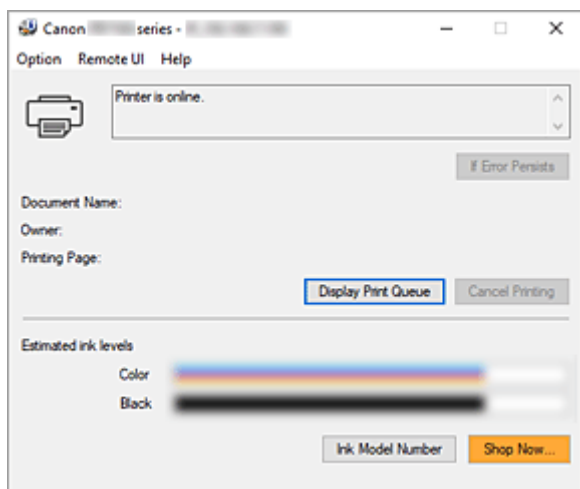 Canon series -
Option Remote UI Help
Printer is online.
If Error Persists
Document Name:
Owner:
Printing Page:
Display Print Queue Cancel Printing
Estimated ink levels
Color
Black
Ink Model Number Shop Now...